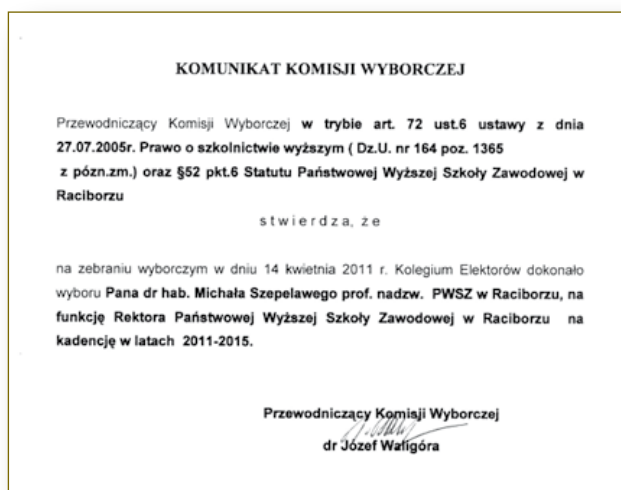 KOMUNIKAT KOMISJI WYBORCZEJ
Przewodniczący Komisji Wyborczej w trybie art. 72 ust.6 ustawy z dnia
27.07.2005r. Prawo o szkolnictwie wyższym ( Dz.U. nr 164 poz. 1365
z pózn.zm.) oraz §52 pkt.6 Statutu Państwowej Wyższej Szkoły Zawodowej w
Raciborzu
s t w i e r d z a, ż e
na zebraniu wyborczym w dniu 14 kwietnia 2011 r. Kolegium Elektorów dokonało
wyboru Pana dr hab. Michała Szepelawego prof. nadzw. PWSZ w Raciborzu, na
funkcję Rektora Państwowej Wyższej Szkoły Zawodowej w Raciborzu na
kadencję w latach 2011-2015.
Przewodniczący Komisji Wyborczej
dr Józef Waligóra